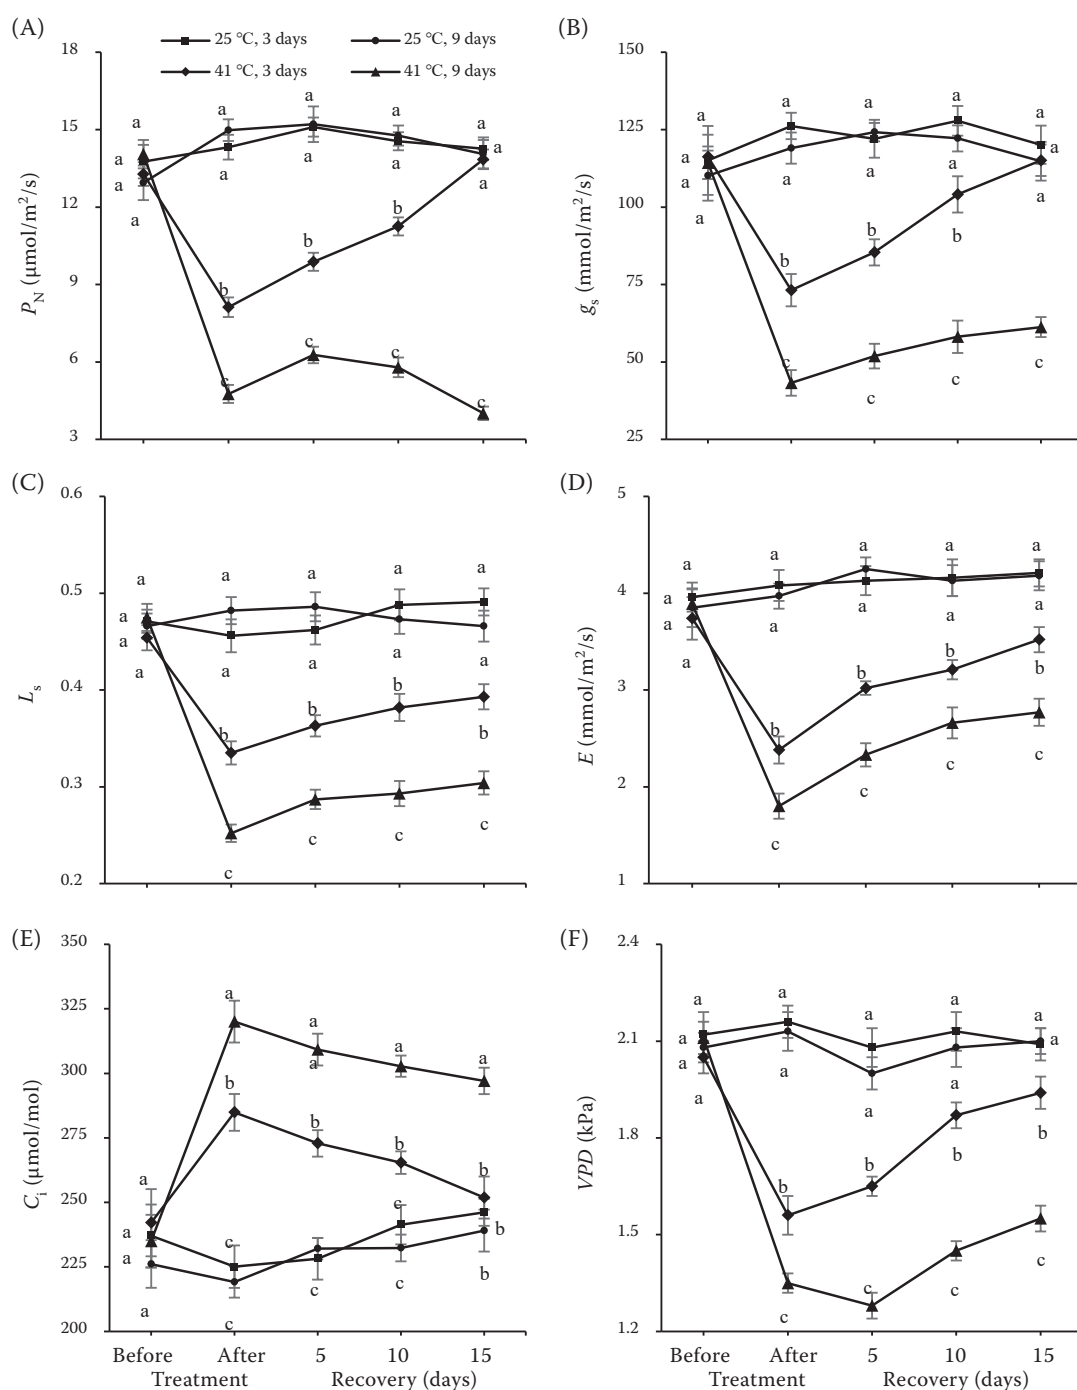 (A)
25 °C, 3 days
25 °C, 9 days
41 °C, 3 days
41 °C, 9 days
18
15
12
9
6
3
P_N (μmol/m²/s)
a
a
a
a
a
a
a
a
a
a
a
a
a
b
b
b
b
c
c
c
c
(B)
150
125
100
75
50
25
g_s (mmol/m²/s)
a
a
a
a
a
a
a
a
a
a
a
a
a
b
b
b
c
c
c
c
(C)
0.6
0.5
0.4
0.3
0.2
L_s
a
a
a
a
a
a
a
a
a
a
a
a
b
b
b
b
c
c
c
c
(D)
5
4
3
2
1
E (mmol/m²/s)
a
a
a
a
a
a
a
a
a
a
a
a
b
b
b
b
c
c
c
c
(E)
350
325
300
275
250
225
200
C_i (μmol/mol)
a
a
a
a
a
a
a
a
a
b
b
b
b
b
b
c
c
c
c
c
(F)
2.4
2.1
1.8
1.5
1.2
VPD (kPa)
a
a
a
a
a
a
a
a
a
a
a
a
b
b
b
b
c
c
c
c
Before
After
5
10
15
Treatment
Recovery (days)
Before
After
5
10
15
Treatment
Recovery (days)